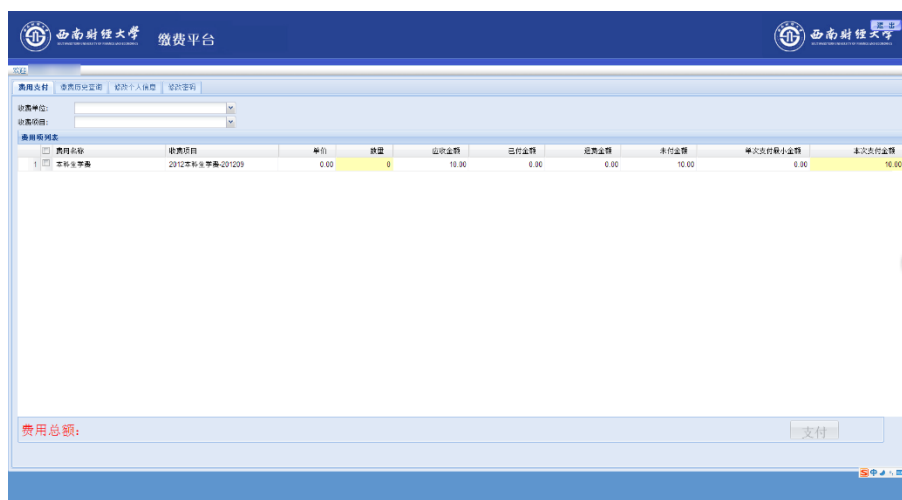 西南财经大学 缴费平台 西南财经大学
退出
费用支付 缴费历史查询 修改个人信息 修改密码
收费单位:
收费项目:
费用项列表
费用名称 收费项目 单价 数量 应收金额 已付金额 退费金额 未付金额 单次支付最小金额 本次支付金额
1 本科生学费 2012本科生学费-201209 0.00 0 10.00 0.00 0.00 10.00 0.00 10.00
费用总额: 支付
S中